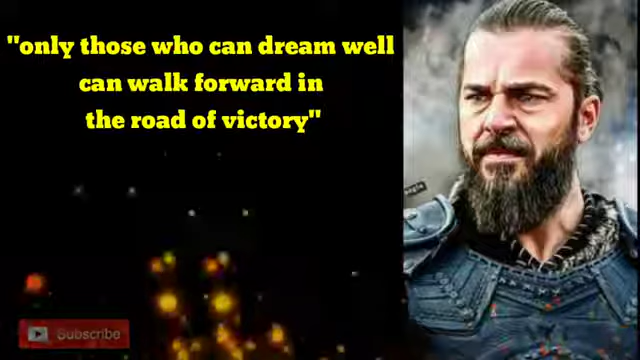 "only those who can dream well
can walk forward in
the road of victory"
Subscribe